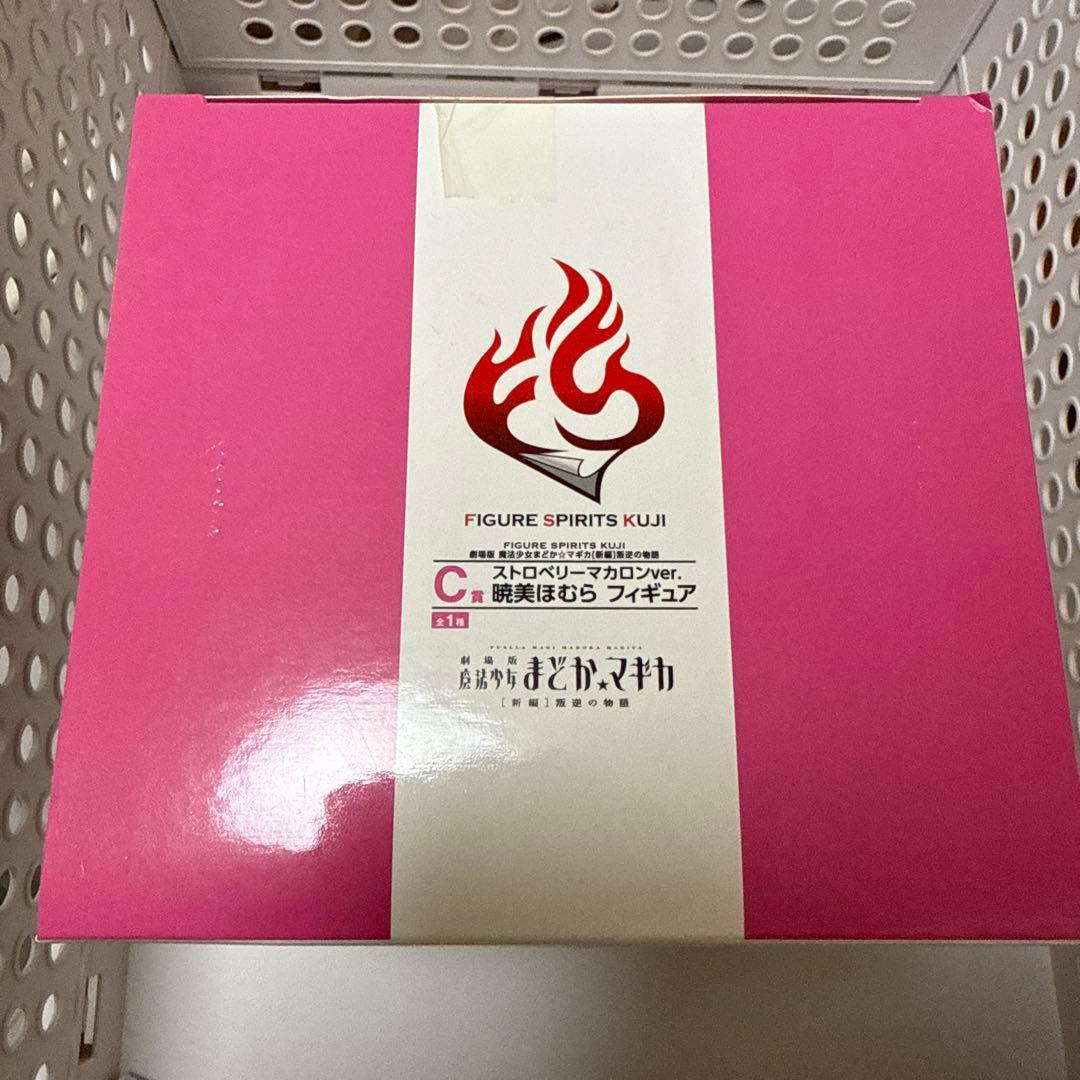 FIGURE SPIRITS KUJI
FIGURE SPIRITS KUJI
劇場版 魔法少女まどか☆マギカ[新編]叛逆の物語
C賞 ストロベリーマカロンver.
暁美ほむら フィギュア
全1種
PUELLA MAGI MADOKA MAGICA
劇場版
魔法少女まどか★マギカ
[新編]叛逆の物語